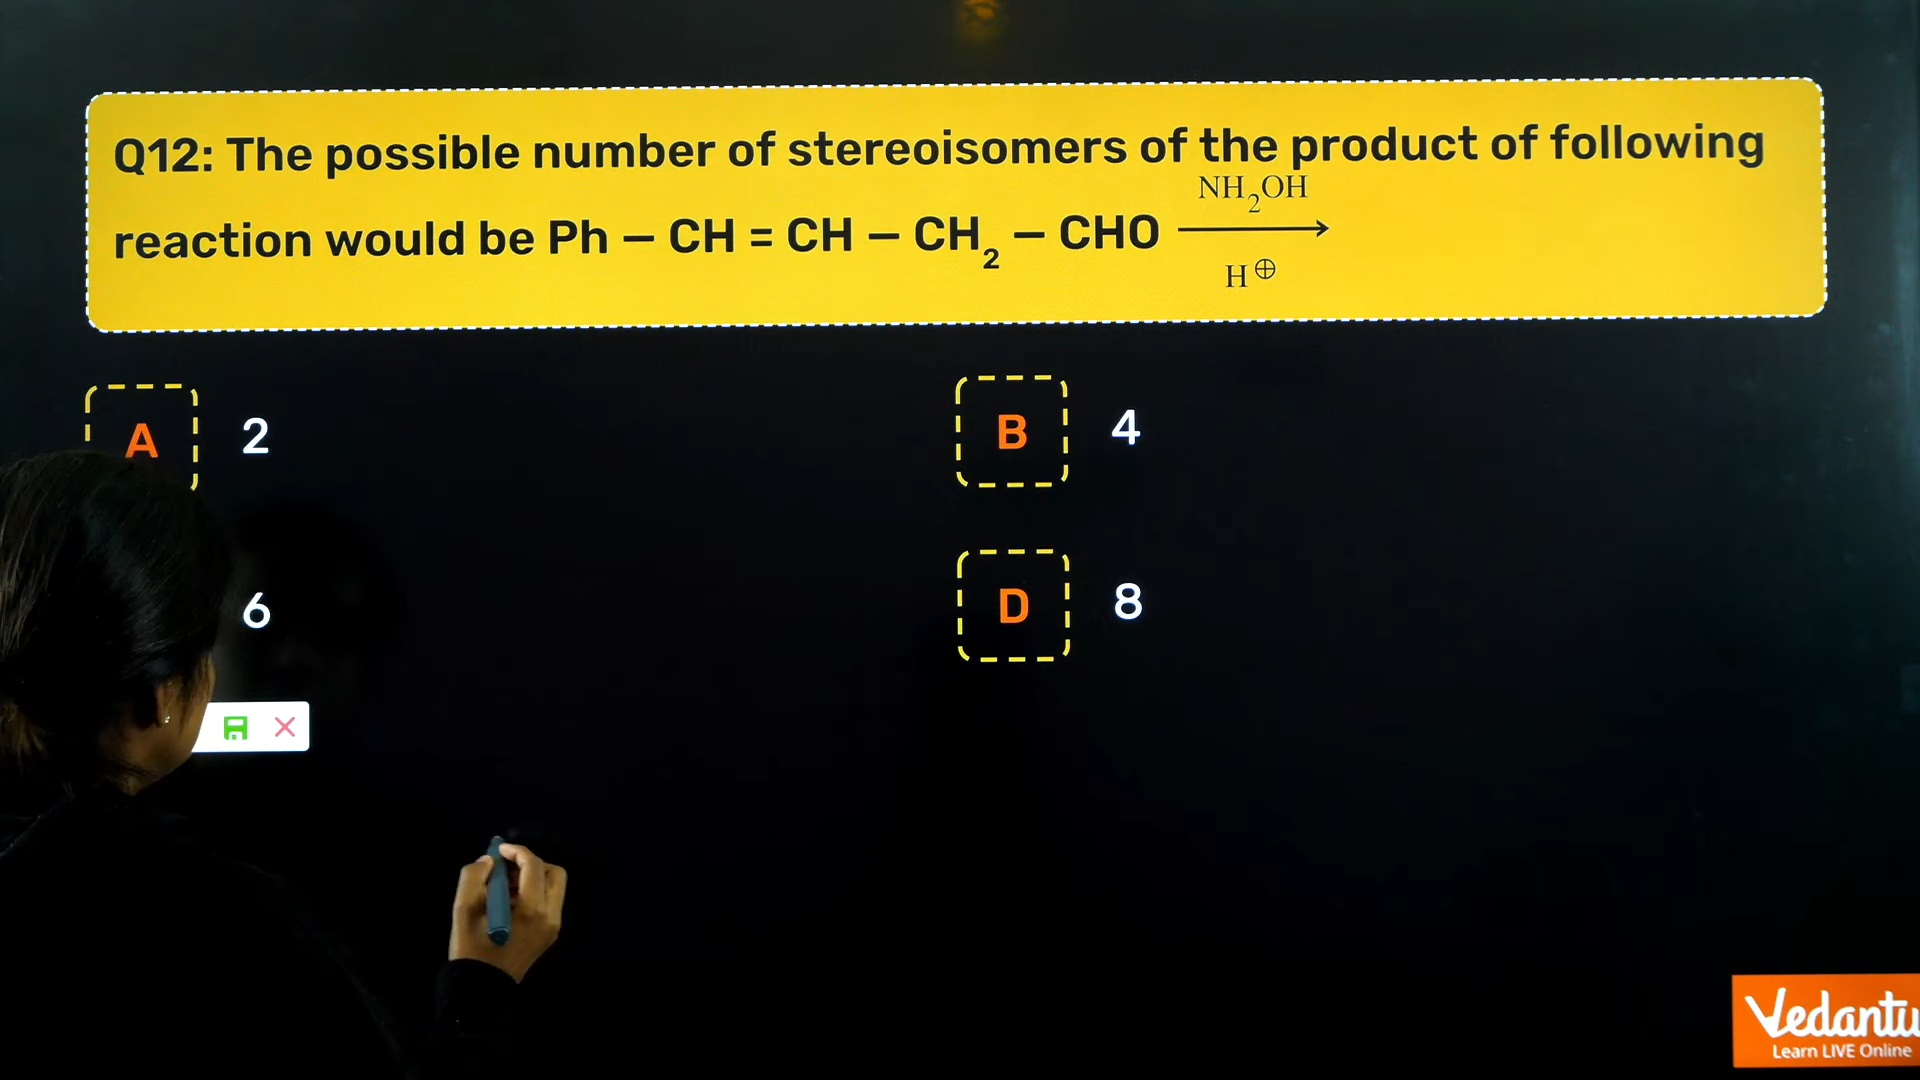 Q12: The possible number of stereoisomers of the product of following
NH₂OH
reaction would be Ph – CH = CH – CH₂ – CHO ⟶
H⊕
A 2
B 4
6
D 8
Vedantu
Learn LIVE Online